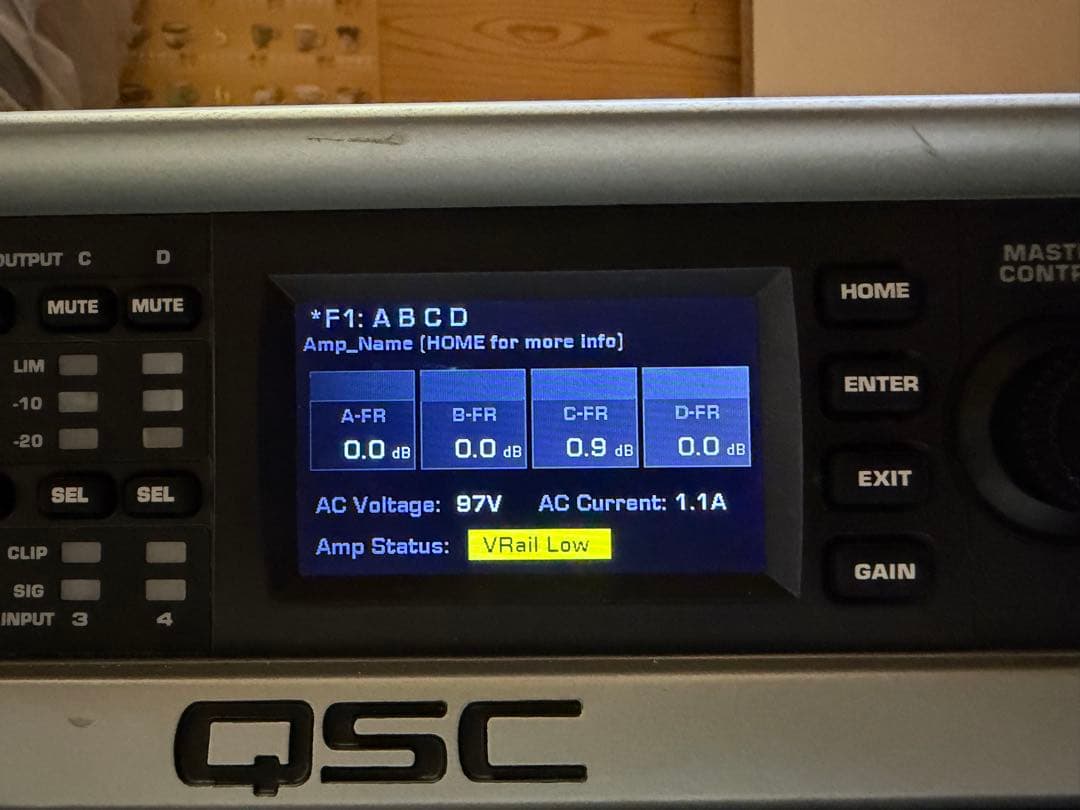 OUTPUT C D
MUTE MUTE
LIM
-10
-20
SEL SEL
CLIP
SIG
INPUT 3 4
*F1: A B C D
Amp_Name (HOME for more info)
A-FR B-FR C-FR D-FR
0.0 dB 0.0 dB 0.9 dB 0.0 dB
AC Voltage: 97V AC Current: 1.1A
Amp Status: VRail Low
HOME
ENTER
EXIT
GAIN
QSC